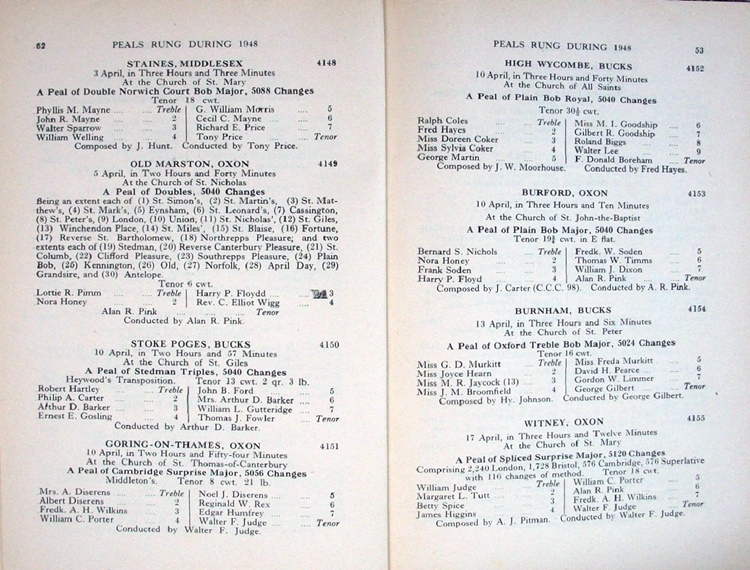 62 PEALS RUNG DURING 1948
STAINES, MIDDLESEX 4148
3 April, in Three Hours and Three Minutes
At the Church of St. Mary
A Peal of Double Norwich Court Bob Major, 5088 Changes
Tenor 18 cwt.
Phyllis M. Mayne .... Treble G. William Morris .... 5
John R. Mayne .... 2 Cecil C. Mayne .... 6
Walter Sparrow .... 3 Richard E. Price .... 7
William Welling .... 4 Tony Price .... Tenor
Composed by J. Hunt. Conducted by Tony Price.
OLD MARSTON, OXON 4149
5 April, in Two Hours and Forty Minutes
At the Church of St. Nicholas
A Peal of Doubles, 5040 Changes
Being an extent each of (1) St. Simon's, (2) St. Martin's, (3) St. Mat-
thew's, (4) St. Mark's, (5) Eynsham, (6) St. Leonard's, (7) Cassington,
(8) St. Peter's, (9) London, (10) Union, (11) St. Nicholas', (12) St. Giles,
(13) Winchendon Place, (14) St. Miles', (15) St. Blaise, (16) Fortune,
(17) Reverse St. Bartholomew, (18) Northrepps Pleasure; and two
extents each of (19) Stedman, (20) Reverse Canterbury Pleasure, (21) St.
Columb, (22) Clifford Pleasure, (23) Southrepps Pleasure, (24) Plain
Bob, (25) Kennington, (26) Old, (27) Norfolk, (28) April Day, (29)
Grandsire, and (30) Antelope.
Tenor 6 cwt.
Lottie R. Pimm .... Treble Harry P. Floydd .... 3
Nora Honey .... 2 Rev. C. Elliot Wigg .... 4
Alan R. Pink .... Tenor
Conducted by Alan R. Pink.
STOKE POGES, BUCKS 4150
10 April, in Two Hours and 57 Minutes
At the Church of St. Giles
A Peal of Stedman Triples, 5040 Changes
Heywood's Transposition. Tenor 13 cwt. 2 qr. 3 lb.
Robert Hartley .... Treble John B. Ford .... 5
Philip A. Carter .... 2 Mrs. Arthur D. Barker .... 6
Afthur D. Barker .... 3 William L. Gutteridge .... 7
Ernest E. Gosling .... 4 Thomas J. Fowler .... Tenor
Conducted by Arthur D. Barker.
GORING-ON-THAMES, OXON 4151
10 April, in Two Hours and Fifty-four Minutes
At the Church of St. Thomas-of-Canterbury
A Peal of Cambridge Surprise Major, 5056 Changes
Middleton's. Tenor 8 cwt. 21 lb.
Mrs. A. Diserens .... Treble Noel J. Diserens .... 5
Albert Diserens .... 2 Reginald W. Rex .... 6
Fredk. A. H. Wilkins .... 3 Edgar Humfrey .... 7
William C. Porter .... 4 Walter F. Judge .... Tenor
Conducted by Walter F. Judge.
PEALS RUNG DURING 1948 53
HIGH WYCOMBE, BUCKS 4152
10 April, in Three Hours and Forty Minutes
At the Church of All Saints
A Peal of Plain Bob Royal, 5040 Changes
Tenor 30½ cwt.
Ralph Coles .... Treble Miss M. I. Goodship .... 6
Fred Hayes .... 2 Gilbert R. Goodship .... 7
Miss Doreen Coker .... 3 Roland Biggs .... 8
Miss Sylvia Coker .... 4 Walter Lee .... 9
George Martin .... 5 F. Donald Boreham .... Tenor
Composed by J. W. Moorhouse. Conducted by Fred Hayes.
BURFORD, OXON 4153
10 April, in Three Hours and Ten Minutes
At the Church of St. John-the-Baptist
A Peal of Plain Bob Major, 5040 Changes
Tenor 19¾ cwt. in E flat.
Bernard S. Nichols .... Treble Fredk. W. Soden .... 5
Nora Honey .... 2 Thomas W. Timms .... 6
Frank Soden .... 3 William J. Dixon .... 7
Harry P. Floyd .... 4 Alan R. Pink .... Tenor
Composed by J. Carter (C.C.C. 98). Conducted by A. R. Pink.
BURNHAM, BUCKS 4154
13 April, in Three Hours and Six Minutes
At the Church of St. Peter
A Peal of Oxford Treble Bob Major, 5024 Changes
Tenor 16 cwt.
Miss G. D. Murkitt .... Treble Miss Freda Murkitt .... 5
Miss Joyce Hearn .... 2 David H. Pearce .... 6
Miss M. R. Jaycock (13) .... 3 Gordon W. Limmer .... 7
Miss J. M. Broomfield .... 4 George Gilbert .... Tenor
Composed by Hy. Johnson. Conducted by George Gilbert.
WITNEY, OXON 4155
17 April, in Three Hours and Twelve Minutes
At the Church of St. Mary
A Peal of Spliced Surprise Major, 5120 Changes
Comprising 2,240 London, 1,728 Bristol, 576 Cambridge, 576 Superlative
with 116 changes of method. Tenor 18 cwt.
William Judge .... Treble William C. Porter .... 5
Margaret L. Tutt .... 2 Alan R. Pink .... 6
Betty Spice .... 3 Fredk. A. H. Wilkins .... 7
James Higgins .... 4 Walter F. Judge .... Tenor
Composed by A. J. Pitman. Conducted by Walter F. Judge.